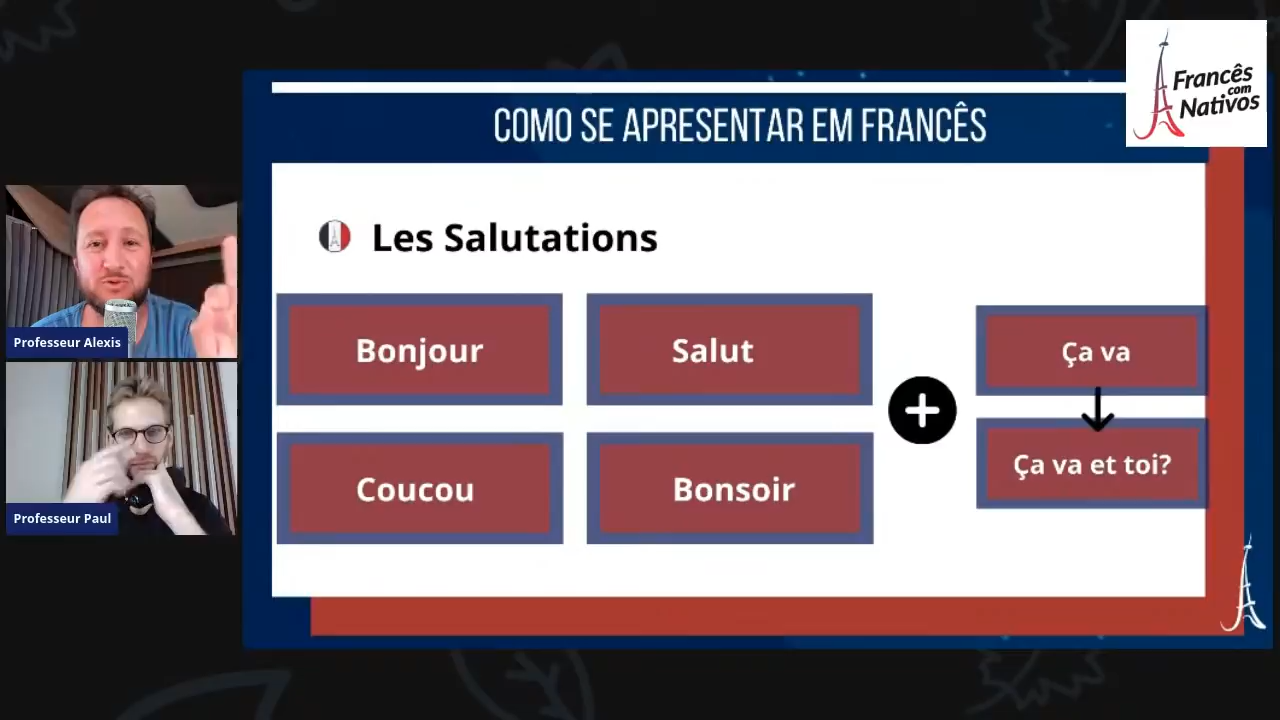 COMO SE APRESENTAR EM FRANCÊS
Francês
com
Nativos
Les Salutations
Bonjour
Salut
Ça va
Coucou
Bonsoir
Ça va et toi?
Professeur Alexis
Professeur Paul